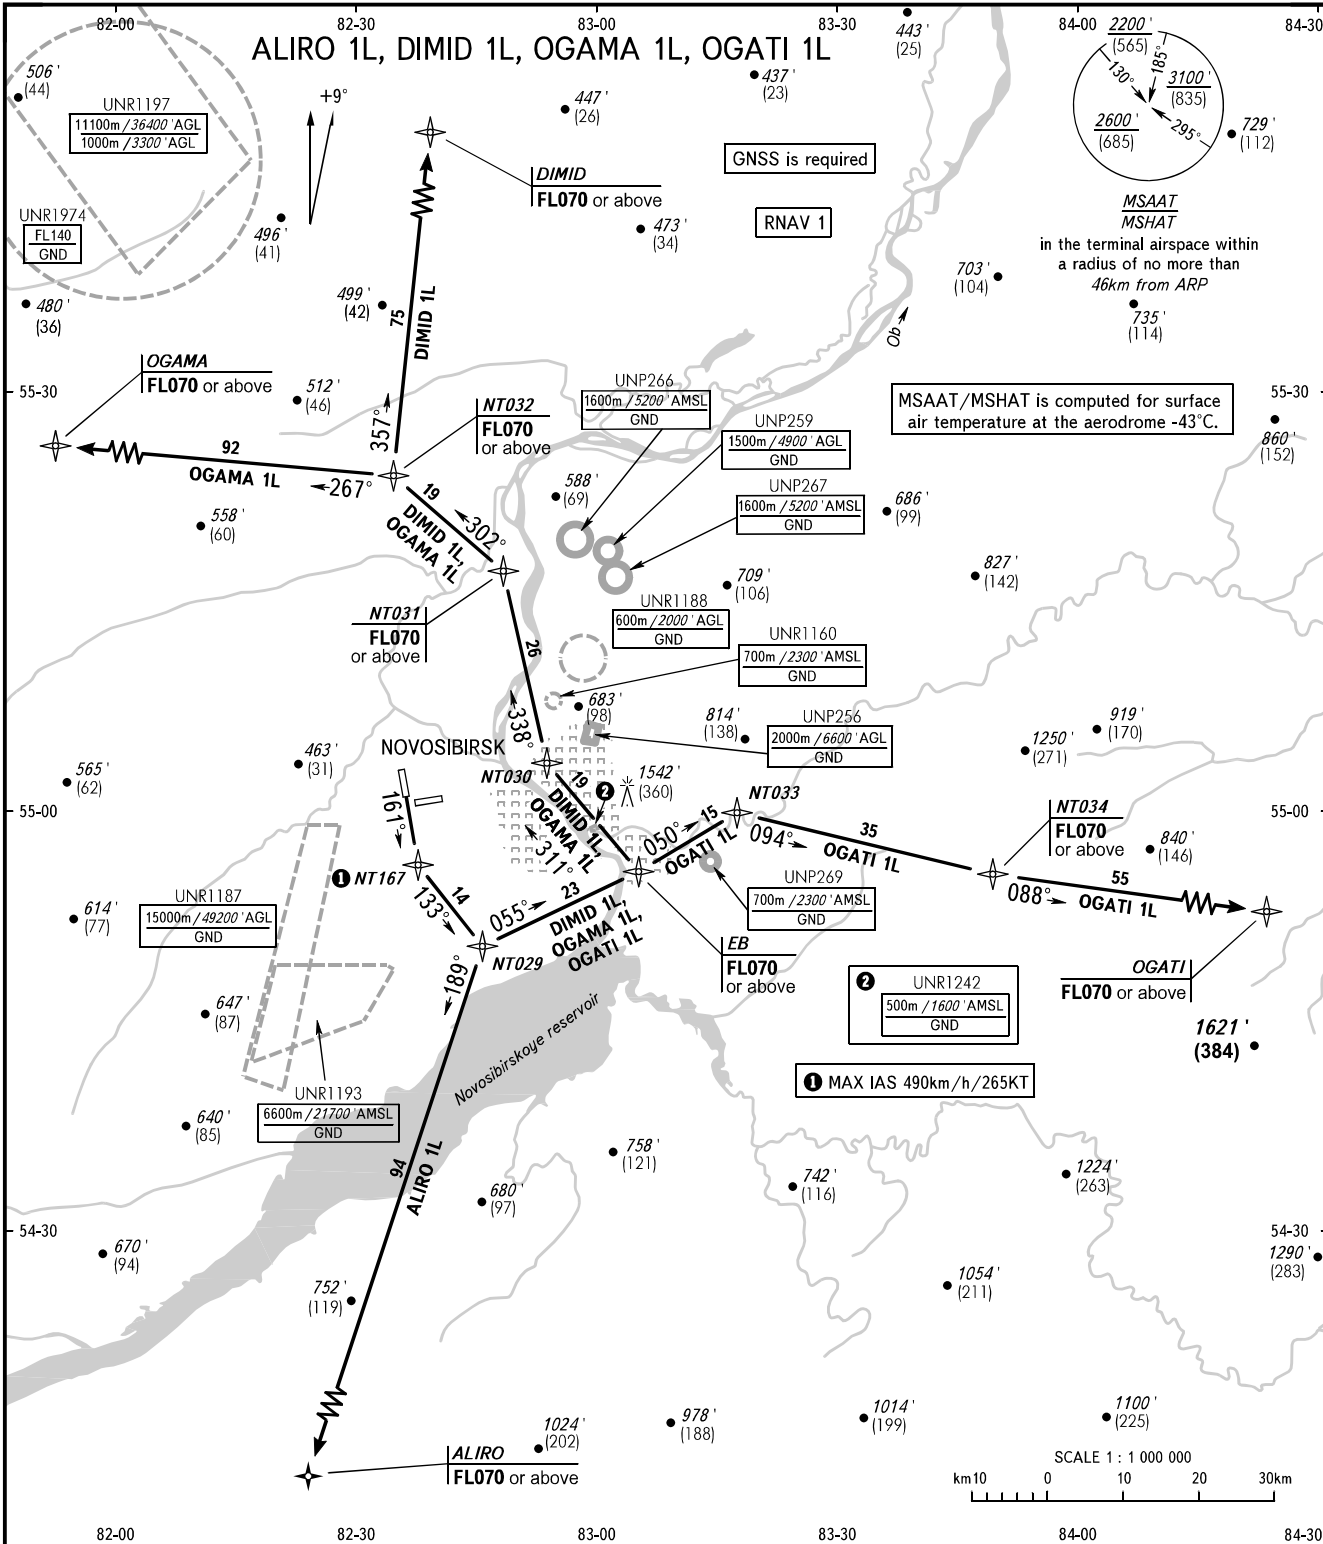 82-00
82-30
83-00
83-30
84-00
84-30
ALIRO 1L, DIMID 1L, OGAMA 1L, OGATI 1L
443'
(25)
2200'
(565)
130°
185°
3100'
(835)
2600'
(685)
295°
506'
(44)
UNR1197
11100m/36400'AGL
1000m/3300'AGL
+9°
447'
(26)
437'
(23)
729'
(112)
GNSS is required
DIMID
FL070 or above
MSAAT
MSHAT
in the terminal airspace within
a radius of no more than
46km from ARP
UNR1974
FL140
GND
496'
(41)
473'
(34)
RNAV 1
703'
(104)
480'
(36)
499'
(42)
75
DIMID 1L
Ob
735'
(114)
OGAMA
FL070 or above
55-30
512'
(46)
357°
NT032
FL070
or above
UNP266
1600m/5200'AMSL
GND
UNP259
1500m/4900'AGL
GND
MSAAT/MSHAT is computed for surface
air temperature at the aerodrome -43°C.
55-30
860'
(152)
92
OGAMA 1L
267°
19
DIMID 1L,
OGAMA 1L
302°
588'
(69)
UNP267
1600m/5200'AMSL
GND
686'
(99)
558'
(60)
827'
(142)
709'
(106)
NT031
FL070
or above
UNR1188
600m/2000'AGL
GND
26
UNR1160
700m/2300'AMSL
GND
338°
683'
(98)
814'
(138)
UNP256
2000m/6600'AGL
GND
919'
(170)
1250'
(271)
565'
(62)
463'
(31)
NOVOSIBIRSK
NT030
19
DIMID 1L,
OGAMA 1L
311°
2
1542'
(360)
55-00
161°
NT033
15
050°
OGATI 1L
094°
35
OGATI 1L
NT034
FL070
or above
55-00
840'
(146)
1 NT167
14
133°
UNP269
700m/2300'AMSL
GND
088°
55
OGATI 1L
614'
(77)
UNR1187
15000m/49200'AGL
GND
055°
23
DIMID 1L,
OGAMA 1L,
OGATI 1L
NT029
189°
EB
FL070
or above
2 UNR1242
500m/1600'AMSL
GND
OGATI
FL070 or above
647'
(87)
Novosibirskoye reservoir
1621'
(384)
1 MAX IAS 490km/h/265KT
UNR1193
6600m/21700'AMSL
GND
640'
(85)
94
ALIRO 1L
758'
(121)
742'
(116)
1224'
(263)
680'
(97)
54-30
54-30
670'
(94)
1290'
(283)
752'
(119)
1054'
(211)
1024'
(202)
978'
(188)
1014'
(199)
1100'
(225)
ALIRO
FL070 or above
SCALE 1 : 1 000 000
km10 0 10 20 30km
82-00
82-30
83-00
83-30
84-00
84-30